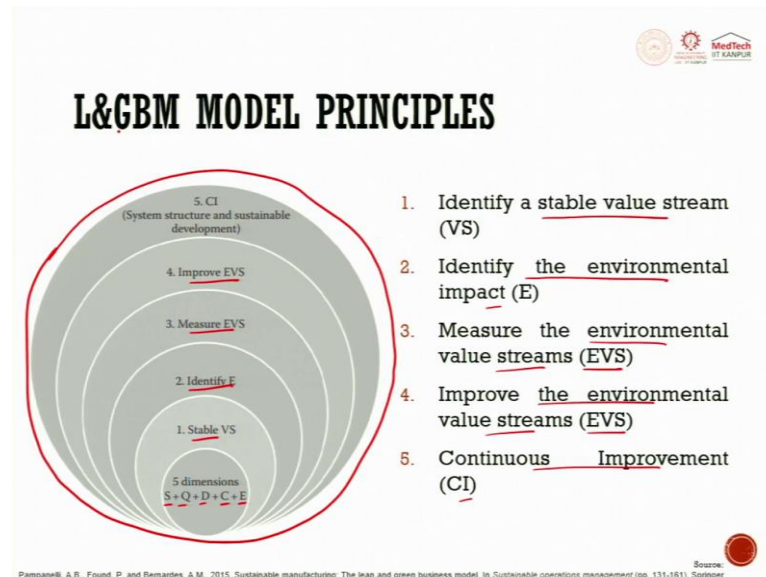 MedTech
IIT KANPUR
L&GBM MODEL PRINCIPLES
5. CI
(System structure and sustainable
development)
4. Improve EVS
3. Measure EVS
2. Identify E
1. Stable VS
5 dimensions
S + Q + D + C + E
1. Identify a stable value stream
(VS)
2. Identify the environmental
impact (E)
3. Measure the environmental
value streams (EVS)
4. Improve the environmental
value streams (EVS)
5. Continuous Improvement
(CI)
Source:
Pampanelli, A.B., Found, P. and Bernardes, A.M., 2015. Sustainable manufacturing: The lean and green business model. In Sustainable operations management (pp. 131-161). Springer